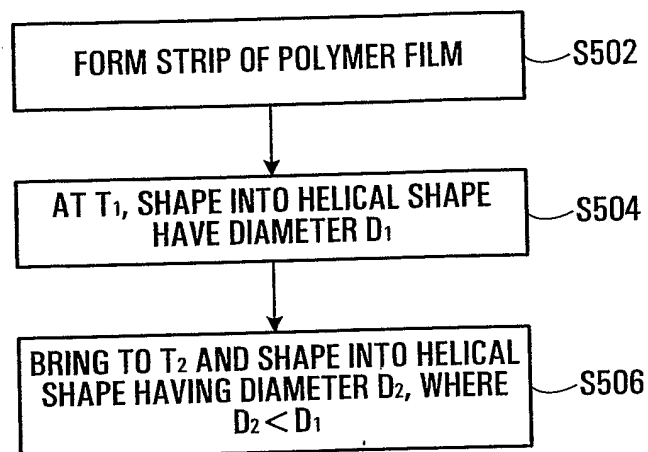 FORM STRIP OF POLYMER FILM
S502
AT T1, SHAPE INTO HELICAL SHAPE
HAVE DIAMETER D1
S504
BRING TO T2 AND SHAPE INTO HELICAL
SHAPE HAVING DIAMETER D2, WHERE
D2 < D1
S506